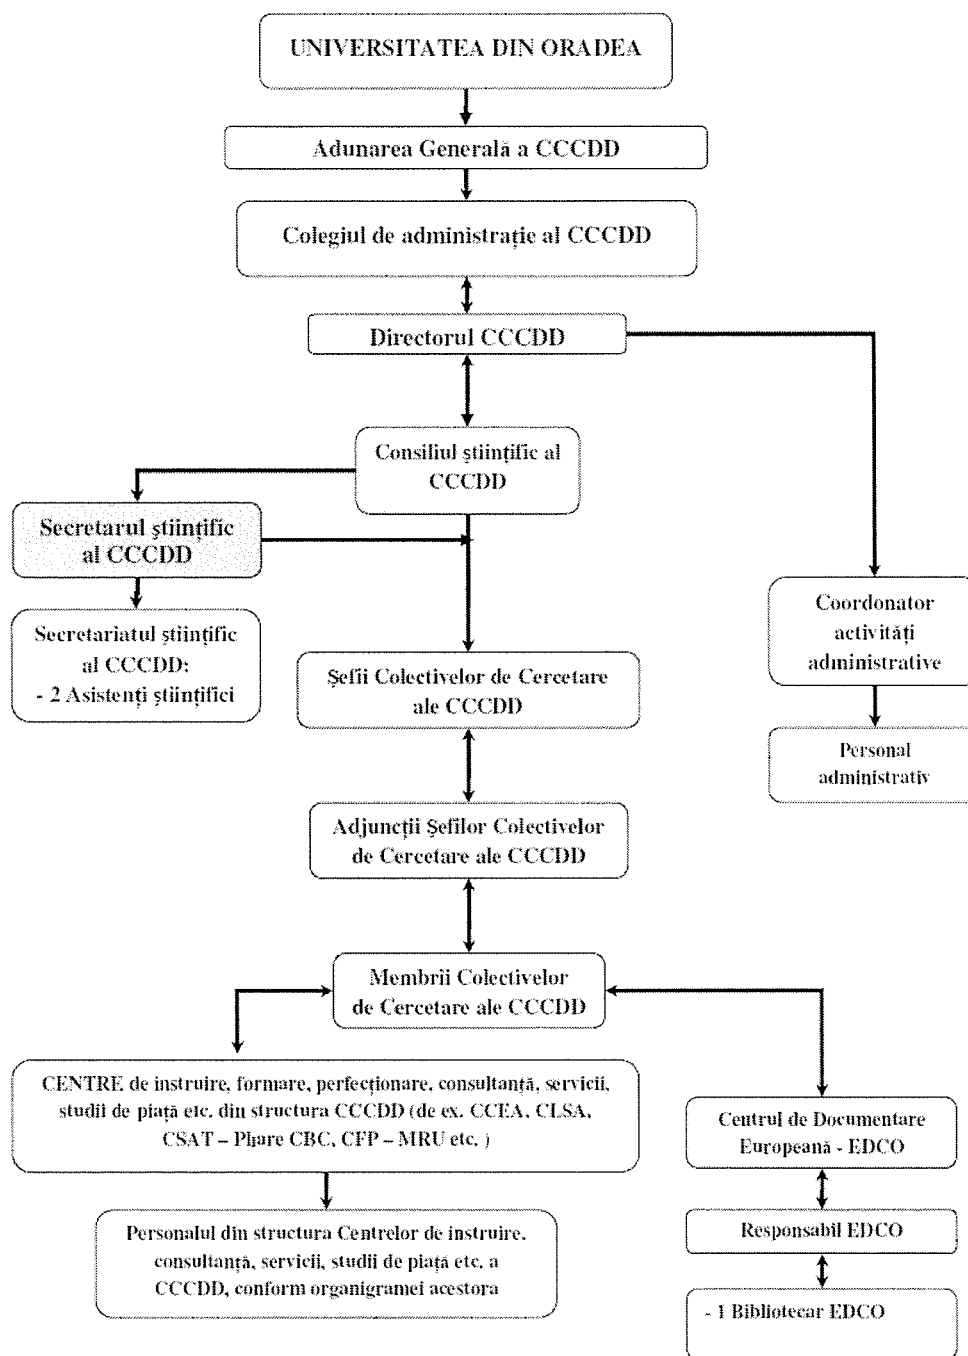 UNIVERSITATEA DIN ORADEA
Adunarea Generală a CCCDD
Colegiul de administrație al CCCDD
Directorul CCCDD
Consiliul științific al
CCCDD
Secretarul științific
al CCCDD
Secretariatul științific
al CCCDD:
- 2 Asistenți științifici
Coordonator
activități
administrative
Șefii Colectivelor de Cercetare
ale CCCDD
Personal
administrativ
Adjuncții Șefilor Colectivelor
de Cercetare ale CCCDD
Membrii Colectivelor
de Cercetare ale CCCDD
CENTRE de instruire, formare, perfecționare, consultanță, servicii,
studii de piață etc. din structura CCCDD (de ex. CCEA, CLSA,
CSAT – Phare CBC, CFP – MRU etc. )
Personalul din structura Centrelor de instruire,
consultanță, servicii, studii de piață etc. a
CCCDD, conform organigramei acestora
Centrul de Documentare
Europeană - EDCO
Responsabil EDCO
- 1 Bibliotecar EDCO